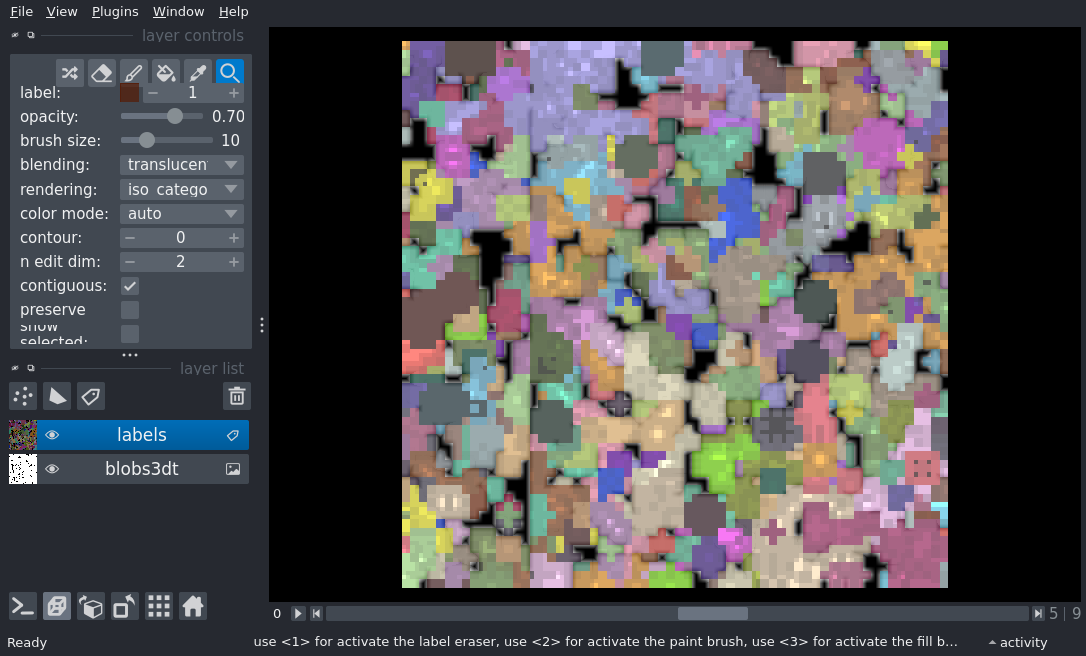 File View Plugins Window Help
layer controls
label: 1
opacity: 0.70
brush size: 10
blending: translucen
rendering: iso_catego
color mode: auto
contour: 0
n edit dim: 2
contiguous:
preserve
show
selected:
layer list
labels
blobs3dt
0 5 | 9
Ready use <1> for activate the label eraser, use <2> for activate the paint brush, use <3> for activate the fill b... activity